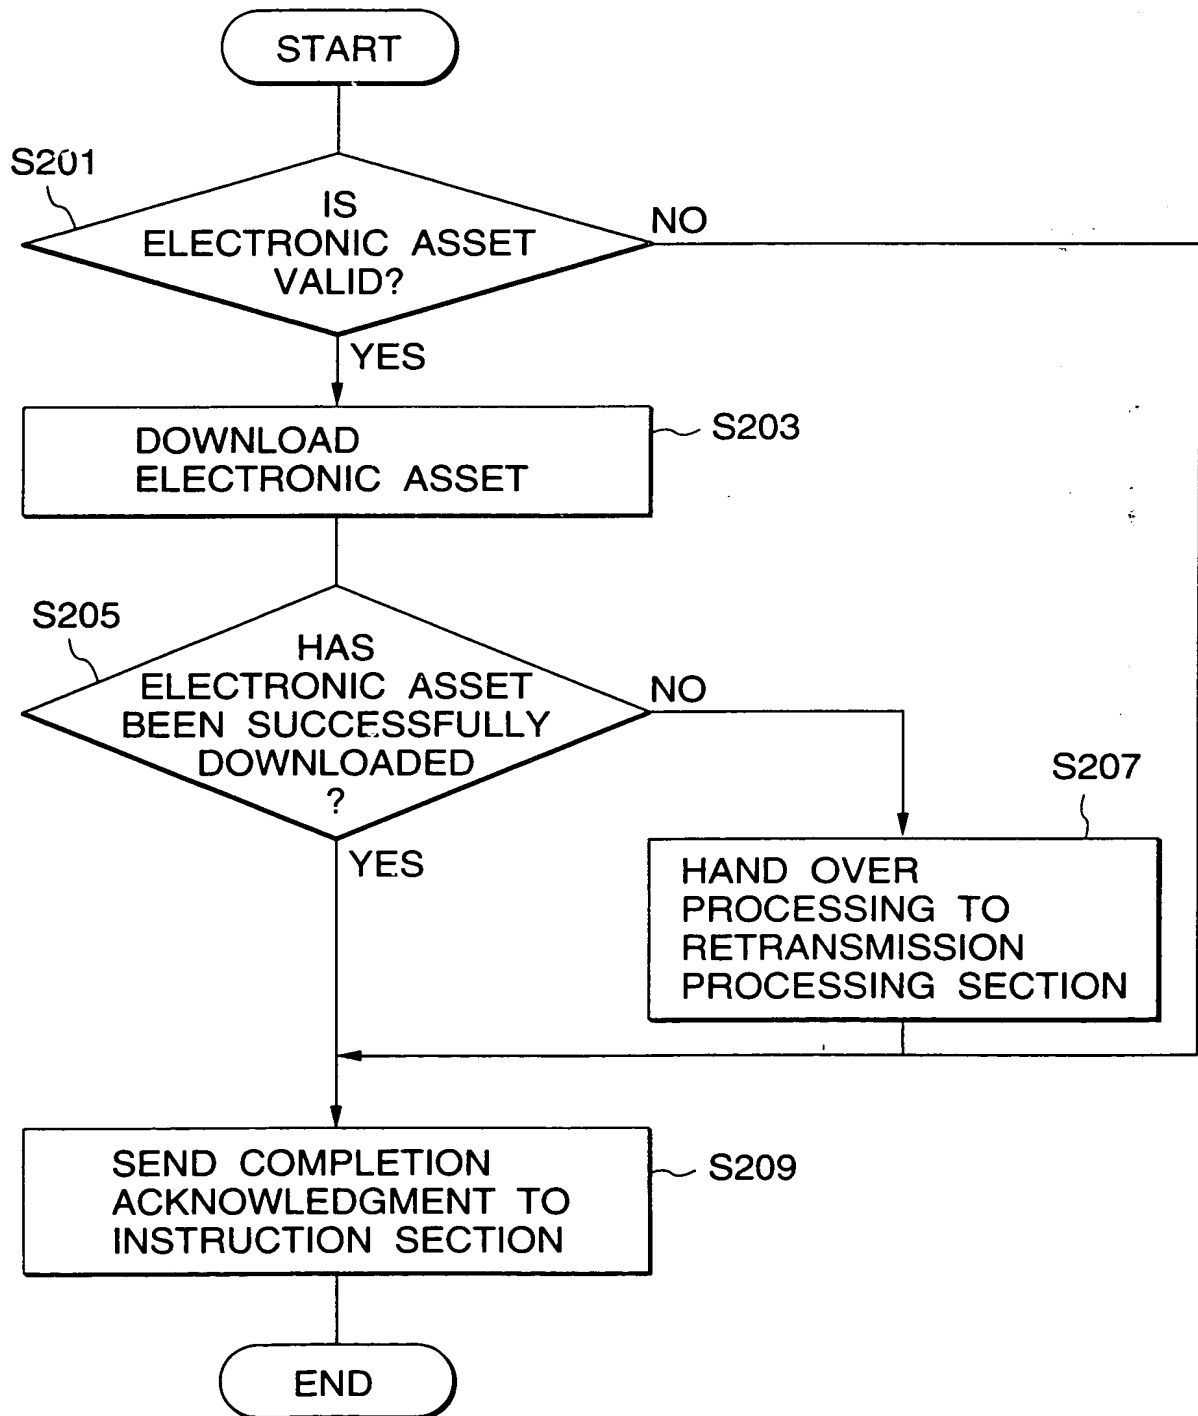 START
S201
IS
ELECTRONIC ASSET
VALID?
NO
YES
DOWNLOAD
ELECTRONIC ASSET
S203
S205
HAS
ELECTRONIC ASSET
BEEN SUCCESSFULLY
DOWNLOADED
?
NO
YES
S207
HAND OVER
PROCESSING TO
RETRANSMISSION
PROCESSING SECTION
SEND COMPLETION
ACKNOWLEDGMENT TO
INSTRUCTION SECTION
S209
END